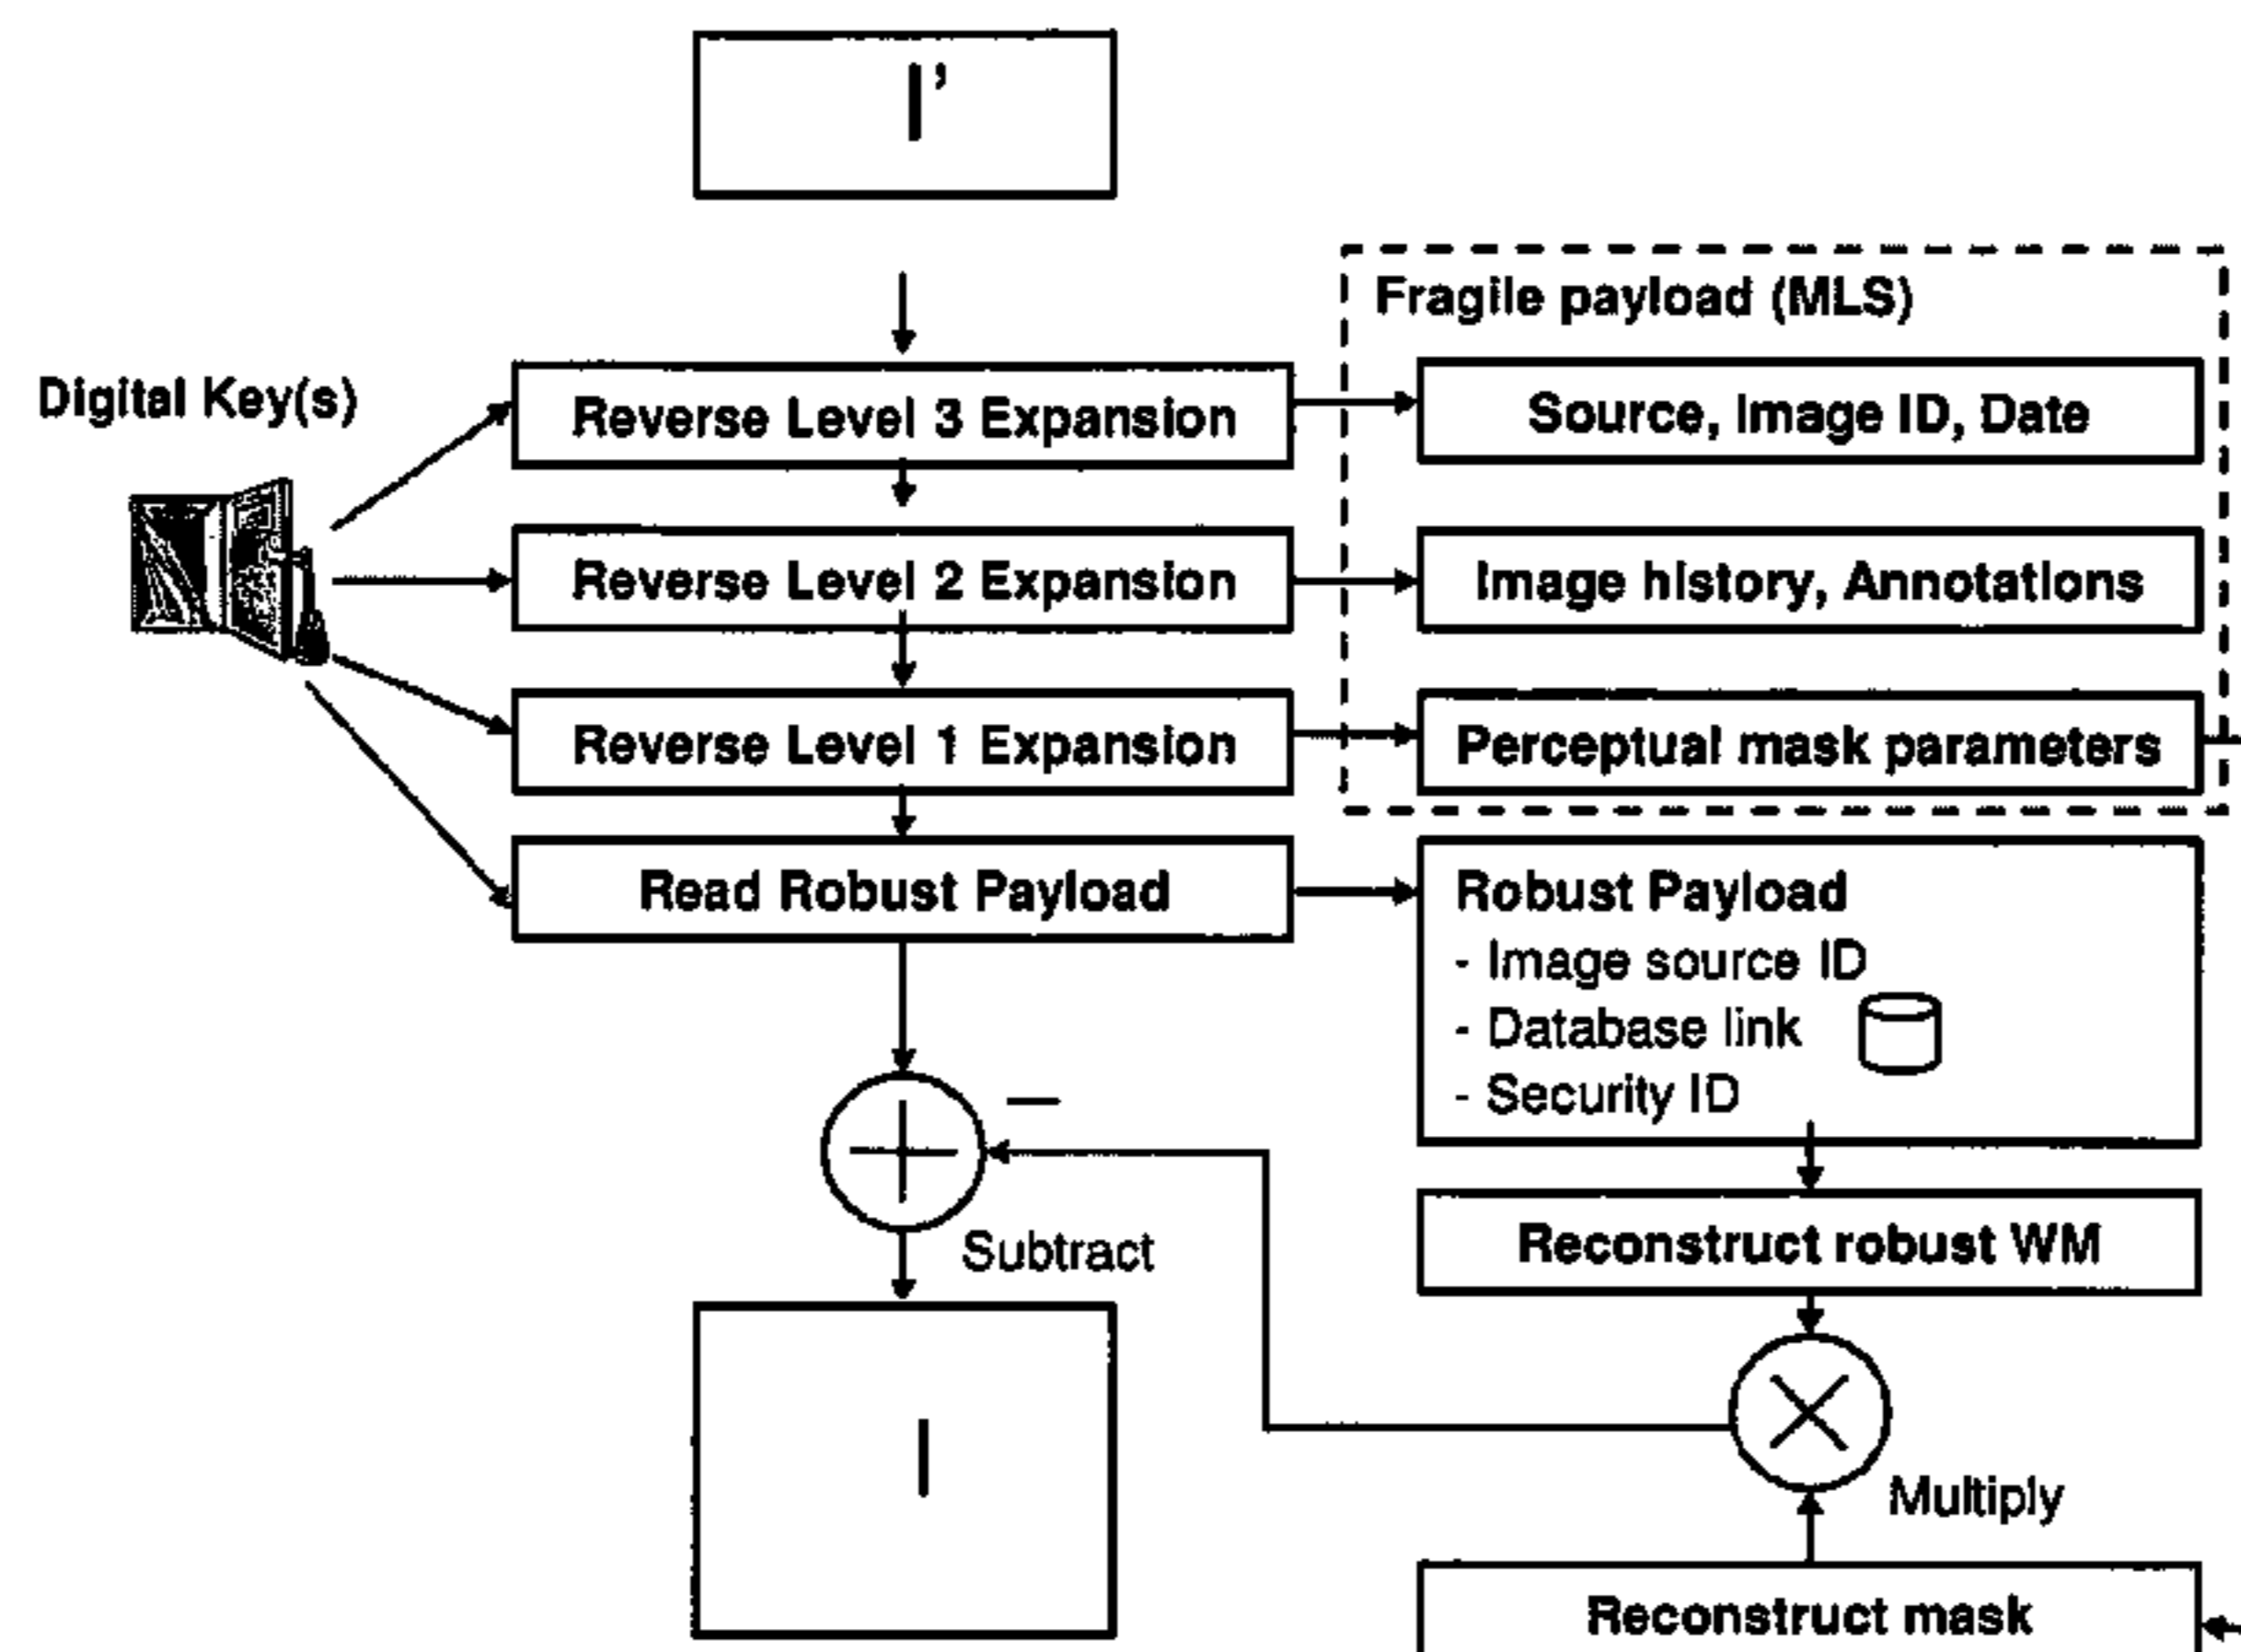 I’
Fragile payload (MLS)
Digital Key(s)
Reverse Level 3 Expansion
Source, Image ID, Date
Reverse Level 2 Expansion
Image history, Annotations
Reverse Level 1 Expansion
Perceptual mask parameters
Read Robust Payload
Robust Payload
- Image source ID
- Database link
- Security ID
—
Subtract
Reconstruct robust WM
I
Multiply
Reconstruct mask